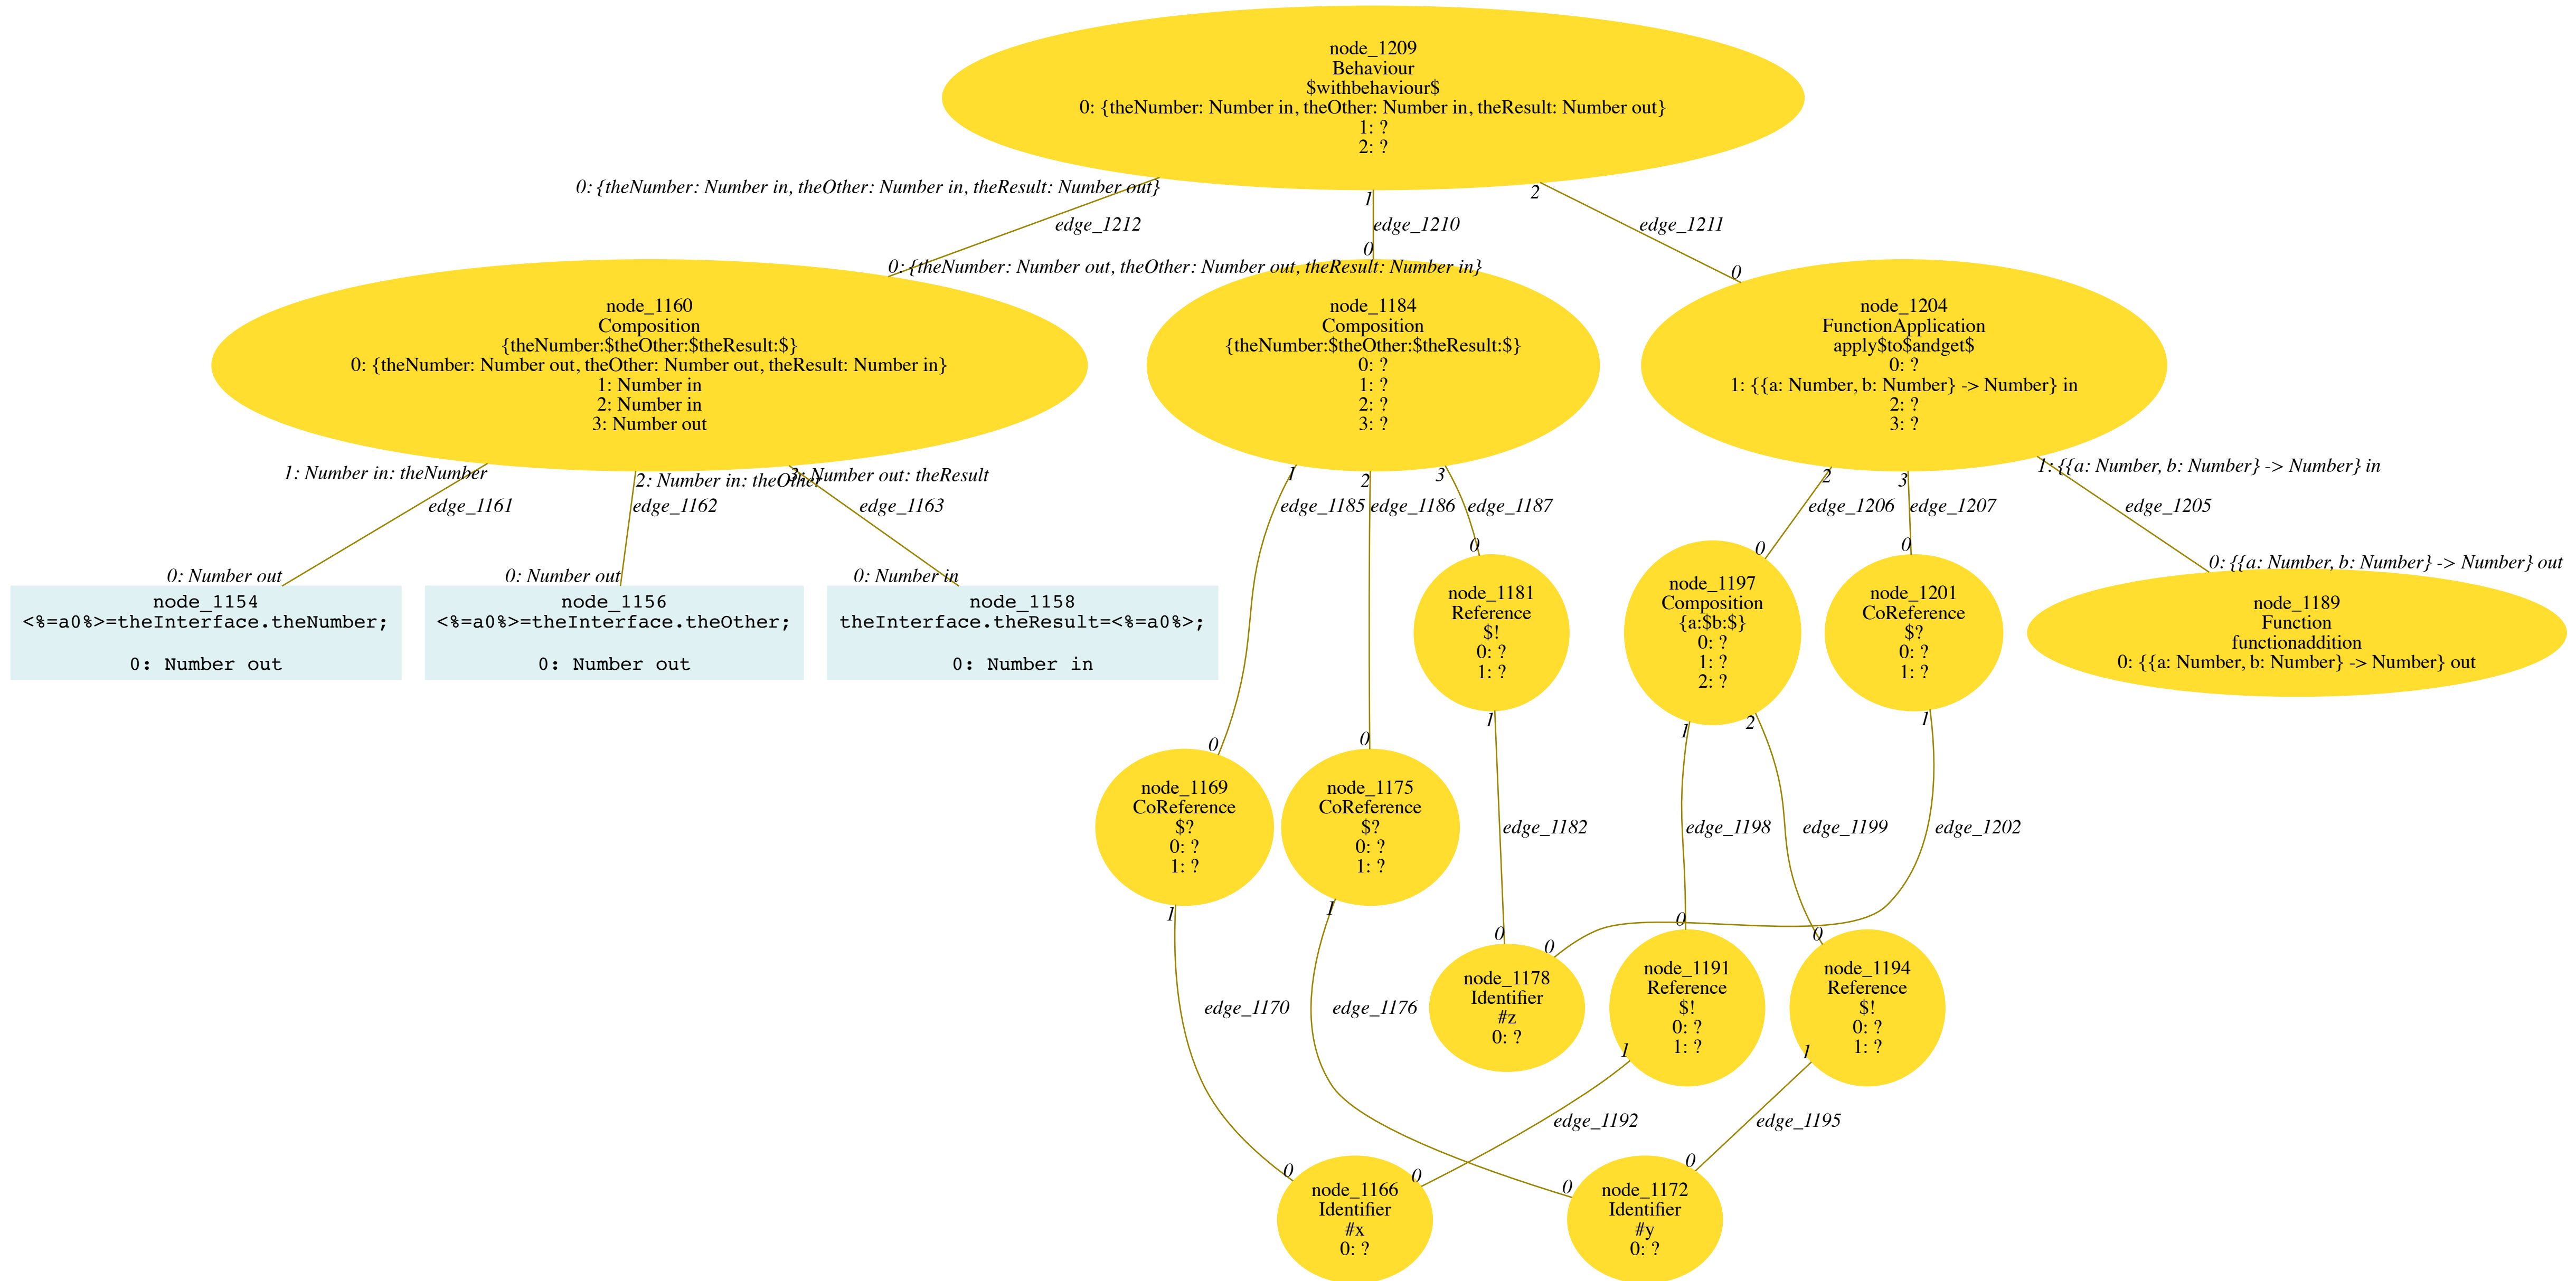 node_1209
Behaviour
$withbehaviour$
0: {theNumber: Number in, theOther: Number in, theResult: Number out}
1: ?
2: ?
0: {theNumber: Number in, theOther: Number in, theResult: Number out}
1
2
edge_1212
edge_1210
edge_1211
0
0: {theNumber: Number out, theOther: Number out, theResult: Number in}
0
node_1160
Composition
{theNumber:$theOther:$theResult:$}
0: {theNumber: Number out, theOther: Number out, theResult: Number in}
1: Number in
2: Number in
3: Number out
node_1184
Composition
{theNumber:$theOther:$theResult:$}
0: ?
1: ?
2: ?
3: ?
node_1204
FunctionApplication
apply$to$andget$
0: ?
1: {{a: Number, b: Number} -> Number} in
2: ?
3: ?
1: Number in: theNumber
2: Number in: theOther
3: Number out: theResult
1
2
3
2
3
1: {{a: Number, b: Number} -> Number} in
edge_1161
edge_1162
edge_1163
edge_1185
edge_1186
edge_1187
edge_1206
edge_1207
edge_1205
0: Number out
0: Number out
0: Number in
0
0
0
0: {{a: Number, b: Number} -> Number} out
node_1154
<%=a0%>=theInterface.theNumber;
0: Number out
node_1156
<%=a0%>=theInterface.theOther;
0: Number out
node_1158
theInterface.theResult=<%=a0%>;
0: Number in
node_1181
Reference
$!
0: ?
1: ?
node_1197
Composition
{a:$b:$}
0: ?
1: ?
2: ?
node_1201
CoReference
$?
0: ?
1: ?
node_1189
Function
functionaddition
0: {{a: Number, b: Number} -> Number} out
1
1
2
1
0
0
node_1169
CoReference
$?
0: ?
1: ?
node_1175
CoReference
$?
0: ?
1: ?
edge_1182
edge_1198
edge_1199
edge_1202
1
1
0
0
0
0
node_1178
Identifier
#z
0: ?
node_1191
Reference
$!
0: ?
1: ?
node_1194
Reference
$!
0: ?
1: ?
edge_1170
edge_1176
1
1
edge_1192
edge_1195
0
0
0
0
node_1166
Identifier
#x
0: ?
node_1172
Identifier
#y
0: ?